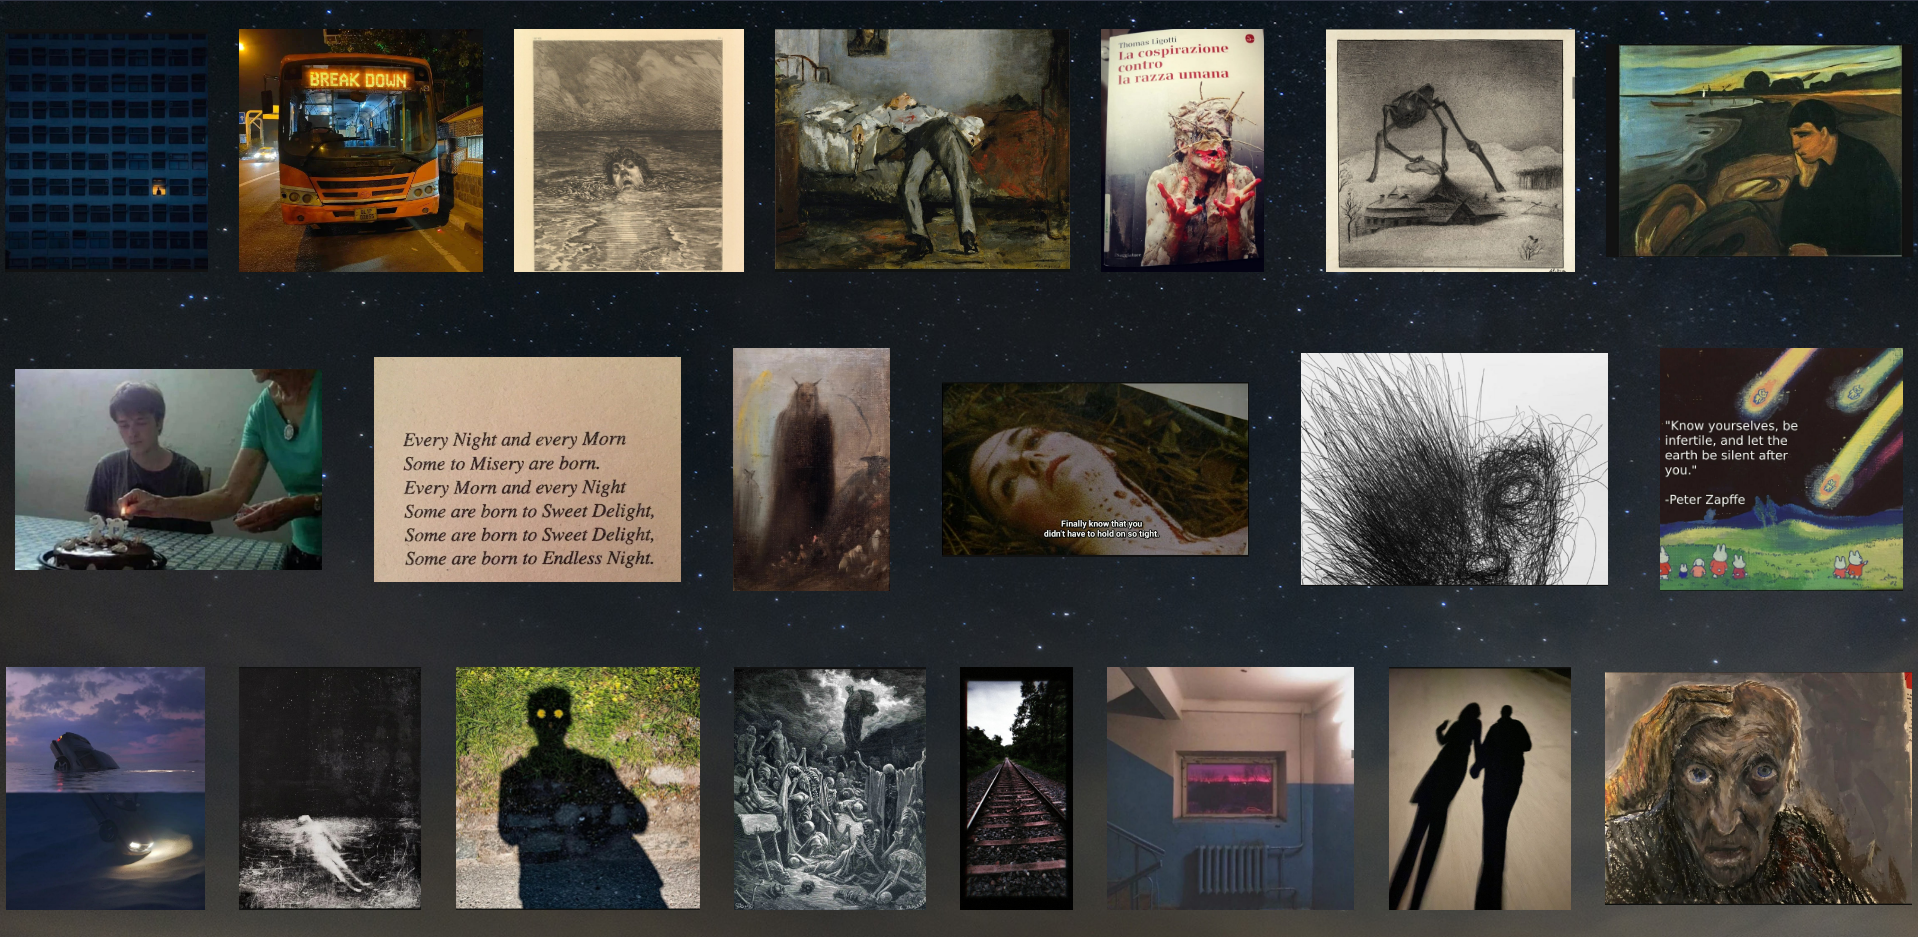 BREAK DOWN
Thomas Ligotti
La cospirazione
contro
la razza umana
Every Night and every Morn
Some to Misery are born.
Every Morn and every Night
Some are born to Sweet Delight,
Some are born to Sweet Delight,
Some are born to Endless Night.
Finally know that you
didn't have to hold on so tight.
"Know yourselves, be
infertile, and let the
earth be silent after
you."
-Peter Zapffe